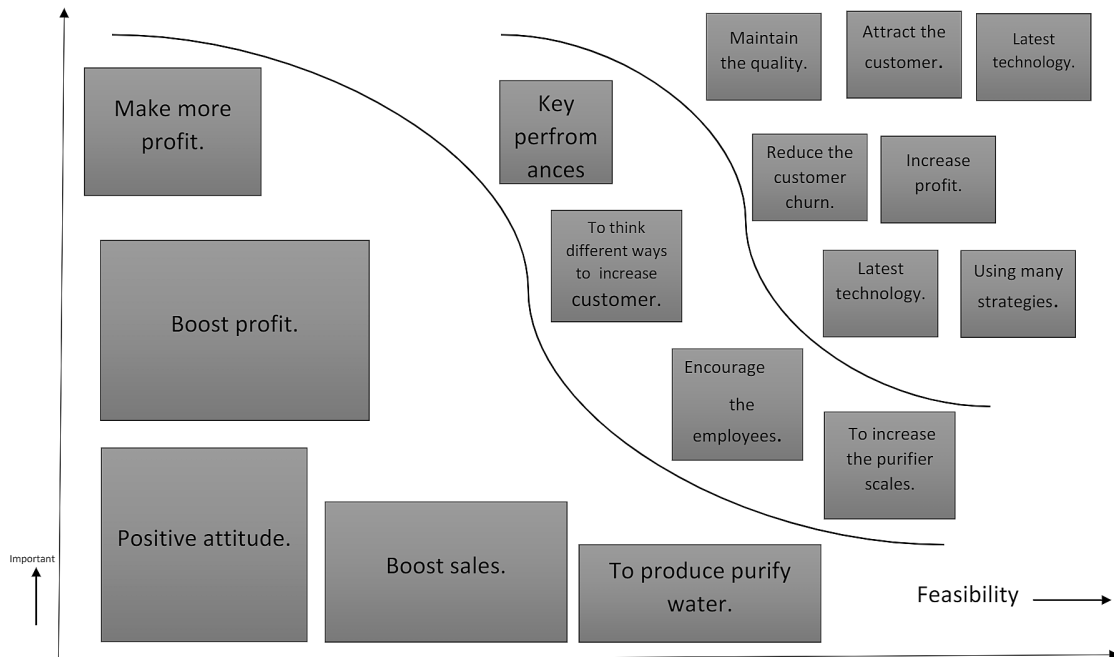 Maintain
the quality.
Attract the
customer.
Latest
technology.
Make more
profit.
Key
perfrom
ances
Reduce the
customer
churn.
Increase
profit.
To think
different ways
to increase
customer.
Latest
technology.
Using many
strategies.
Boost profit.
Encourage
the
employees.
To increase
the purifier
scales.
Positive attitude.
Boost sales.
To produce purify
water.
Important
Feasibility